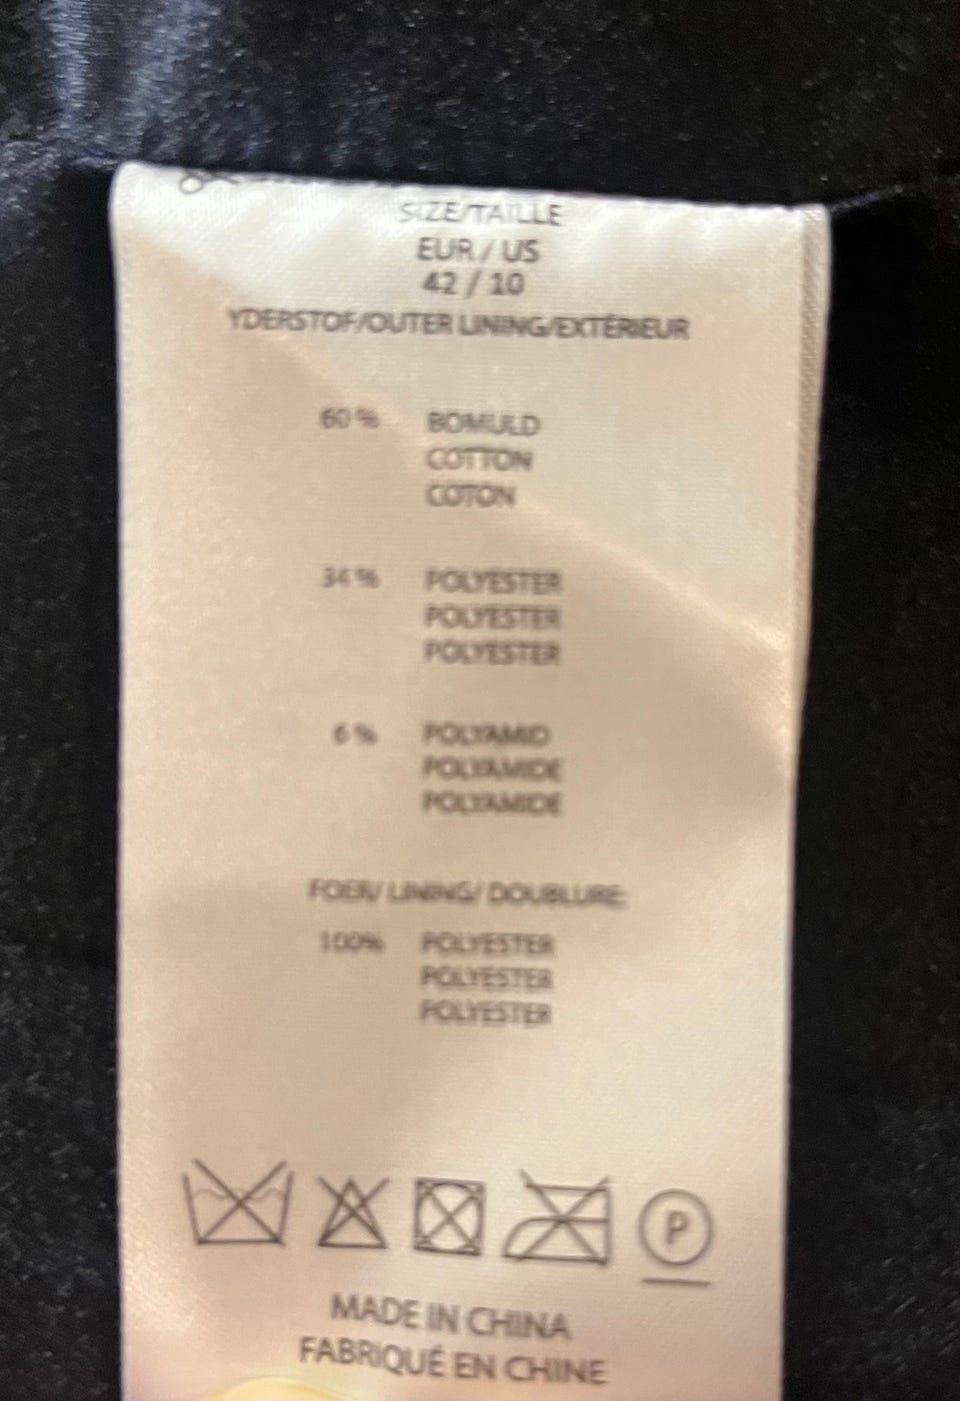 SIZE/TAILLE
EUR / US
42 / 10
YDERSTOF/OUTER LINING/EXTÉRIEUR
60 % BOMULD
COTTON
COTON
34 % POLYESTER
POLYESTER
POLYESTER
6 % POLYAMID
POLYAMIDE
POLYAMIDE
FOER/ LINING/ DOUBLURE:
100% POLYESTER
POLYESTER
POLYESTER
P
MADE IN CHINA
FABRIQUÉ EN CHINE